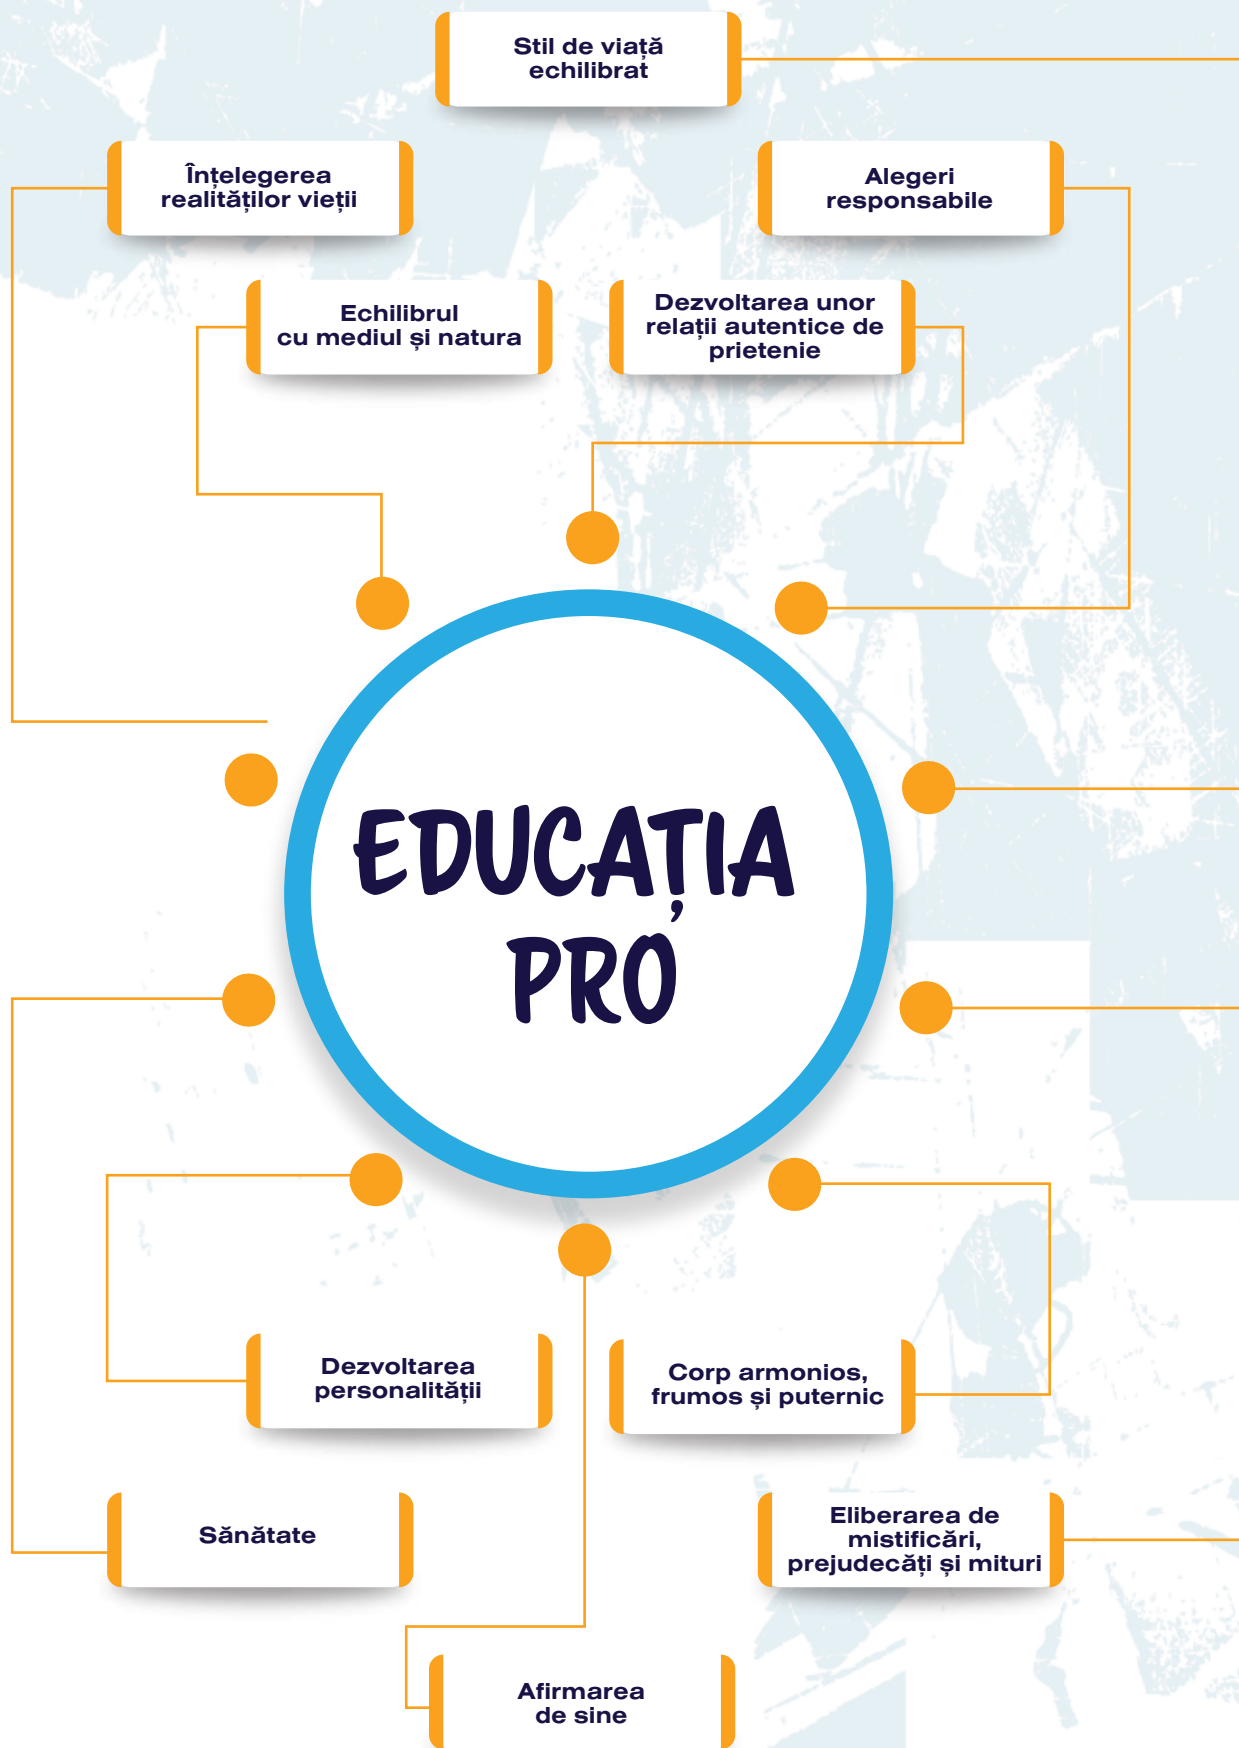 Stil de viață
echilibrat
Înțelegerea
realităților vieții
Alegeri
responsabile
Echilibrul
cu mediul și natura
Dezvoltarea unor
relații autentice de
prietenie
EDUCAȚIA
PRO
Dezvoltarea
personalității
Corp armonios,
frumos și puternic
Sănătate
Eliberarea de
mistificări,
prejudecăți și mituri
Afirmarea
de sine